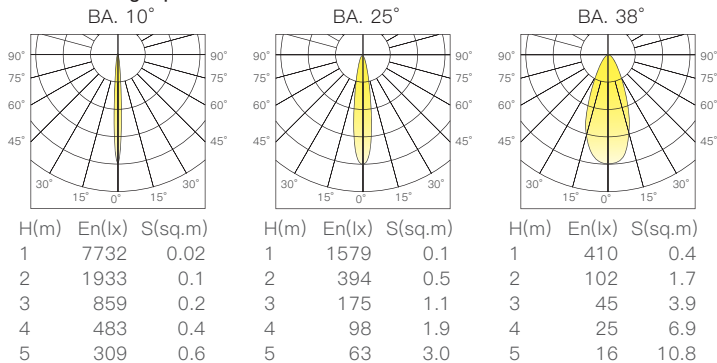 BA. 10° BA. 25° BA. 38°
90° 90° 90° 90° 90° 90°
75° 75° 75° 75° 75° 75°
60° 60° 60° 60° 60° 60°
45° 45° 45° 45° 45° 45°
30° 30° 30° 30° 30° 30°
15° 0° 15° 15° 0° 15° 15° 0° 15°
H(m) En(lx) S(sq.m) H(m) En(lx) S(sq.m) H(m) En(lx) S(sq.m)
1 7732 0.02 1 1579 0.1 1 410 0.4
2 1933 0.1 2 394 0.5 2 102 1.7
3 859 0.2 3 175 1.1 3 45 3.9
4 483 0.4 4 98 1.9 4 25 6.9
5 309 0.6 5 63 3.0 5 16 10.8